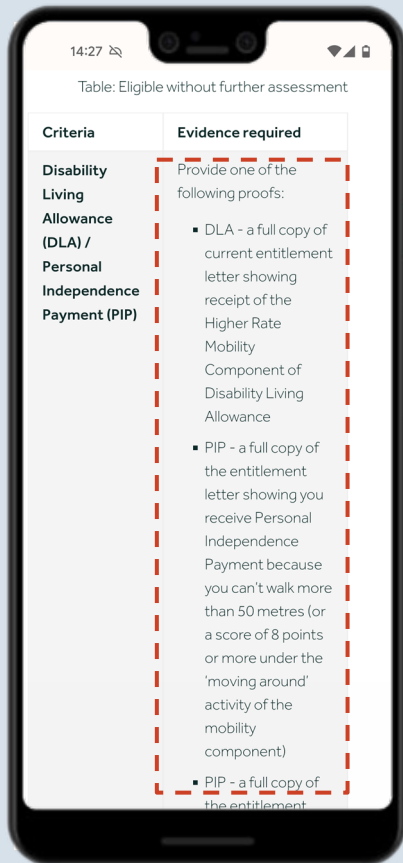 14:27
Table: Eligible without further assessment
Criteria
Evidence required
Disability
Living
Allowance
(DLA) /
Personal
Independence
Payment (PIP)
Provide one of the
following proofs:
▪ DLA - a full copy of
current entitlement
letter showing
receipt of the
Higher Rate
Mobility
Component of
Disability Living
Allowance
▪ PIP - a full copy of
the entitlement
letter showing you
receive Personal
Independence
Payment because
you can't walk more
than 50 metres (or
a score of 8 points
or more under the
'moving around'
activity of the
mobility
component)
▪ PIP - a full copy of
the entitlement